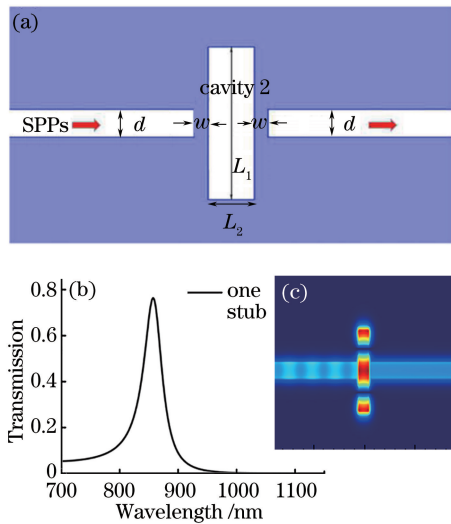 (a)
cavity 2
SPPs d w w d
L₁
L₂
(b) one stub (c)
0.8
0.6
0.4
0.2
0
Transmission
700 800 900 1000 1100
Wavelength /nm